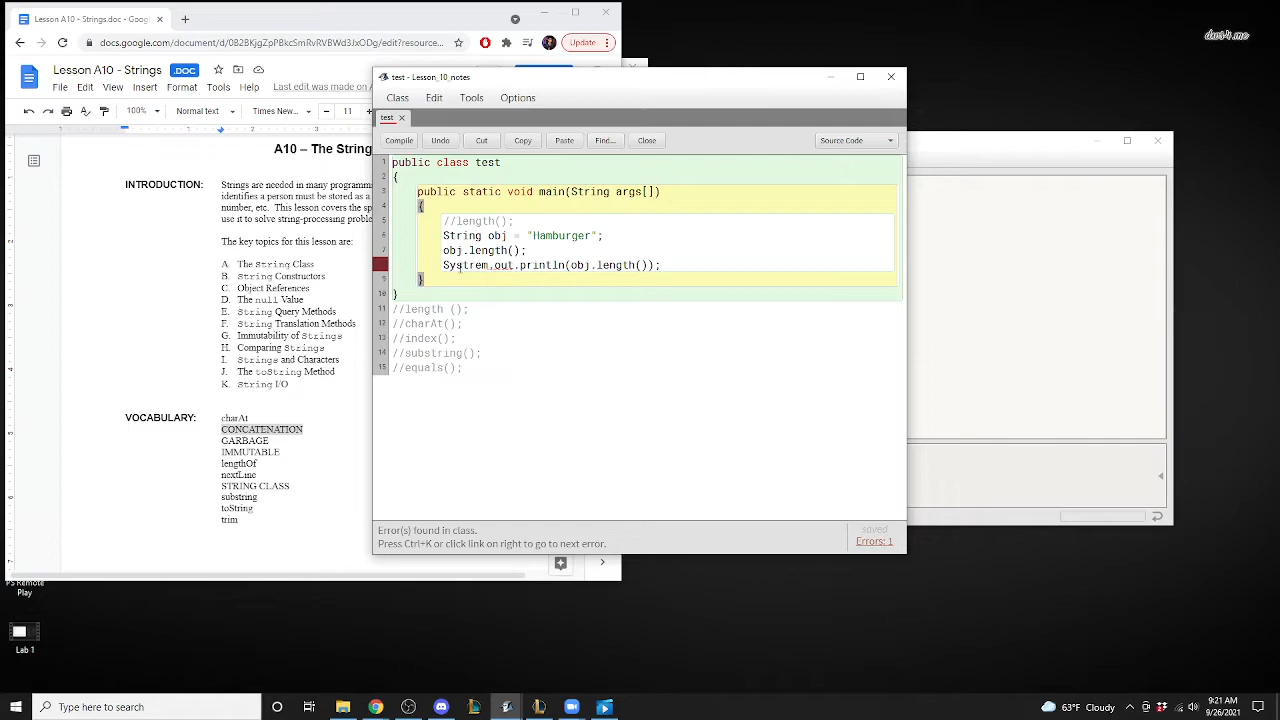 Lesson A10 - Strings.doc - Googl
docs.google.com/document/d/0B2BKjgZpPBkcSmRvRVBWd3JxODg/edit?resource...
Update
Lesson A10 - Strings
.DOC
File Edit View Insert Format Tools Help Last edit was made on
100% Normal text Times New... 11
A10 – The String
INTRODUCTION:
Strings are needed in many programm
identifies a person must be stored as a
number, etc. This lesson covers the sp
use it to solve string-processing proble
The key topics for this lesson are:
A. The String Class
B. String Constructors
C. Object References
D. The null Value
E. String Query Methods
F. String Translation Methods
G. Immutability of Strings
H. Comparing Strings
I. Strings and Characters
J. The toString Method
K. String I/O
VOCABULARY:
charAt
CONCATENATION
GARBAGE
IMMUTABLE
lengthOf
nextLine
STRING CLASS
substring
toString
trim
test - Lesson_10_notes
Class Edit Tools Options
test
Compile Undo Cut Copy Paste Find... Close Source Code
1 public class test
2 {
3 public static void main(String args[])
4 {
5 //length();
6 String obj = "Hamburger";
7 obj.length();
Systrem.out.println(obj.length());
9 }
10 }
11 //length ();
12 //charAt();
13 //index();
14 //substring();
15 //equals();
Error(s) found in class.
Press Ctrl+K or click link on right to go to next error.
saved
Errors: 1
PS Remote
Play
Lab 1
Type here to search
63°F Cloudy
9:21 AM
9/26/2021